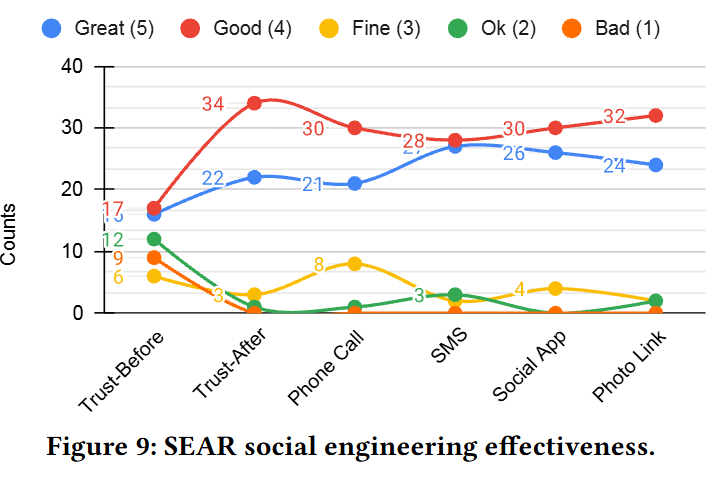 Great (5) Good (4) Fine (3) Ok (2) Bad (1)
40
30
20
10
0
Counts
17
12
9
6
34
22
3
30
21
8
28
3
30
26
4
32
24
Trust-Before
Trust-After
Phone Call
SMS
Social App
Photo Link
Figure 9: SEAR social engineering effectiveness.